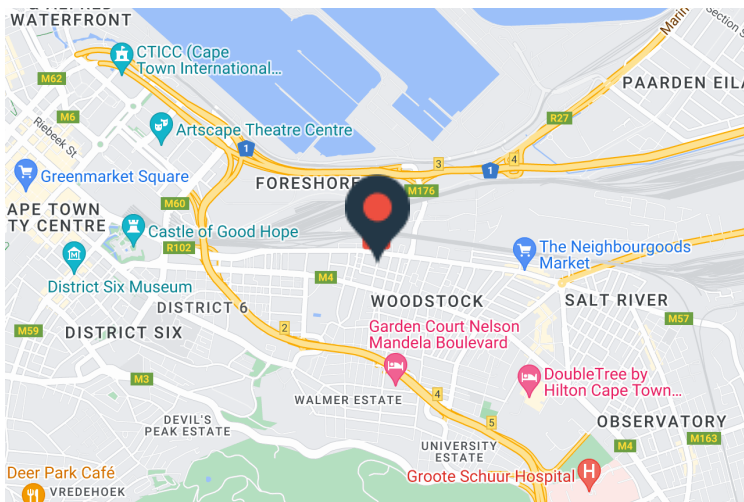 WATERFRONT
CTICC (Cape
Town International...
M62
M6
Riebeek St
Artscape Theatre Centre
1
Greenmarket Square
FORESHORE
M60
APE TOWN
TY CENTRE
Castle of Good Hope
R102
District Six Museum
DISTRICT 6
DISTRICT SIX
M59
M3
M4
2
3
M176
1
4
R27
Marin
Section S
PAARDEN EILA
The Neighbourgoods
Market
WOODSTOCK
SALT RIVER
M57
Garden Court Nelson
Mandela Boulevard
DoubleTree by
Hilton Cape Town...
WALMER ESTATE
4
5
OBSERVATORY
M4
M163
DEVIL'S
PEAK ESTATE
UNIVERSITY
ESTATE
Groote Schuur Hospital
H
Deer Park Café
VREDEHOEK